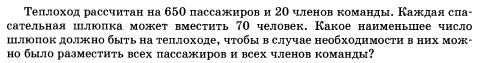 Теплоход рассчитан на 650 пассажиров и 20 членов команды. Каждая спа-
сательная шлюпка может вместить 70 человек. Какое наименьшее число
шлюпок должно быть на теплоходе, чтобы в случае необходимости в них мож-
но было разместить всех пассажиров и всех членов команды?